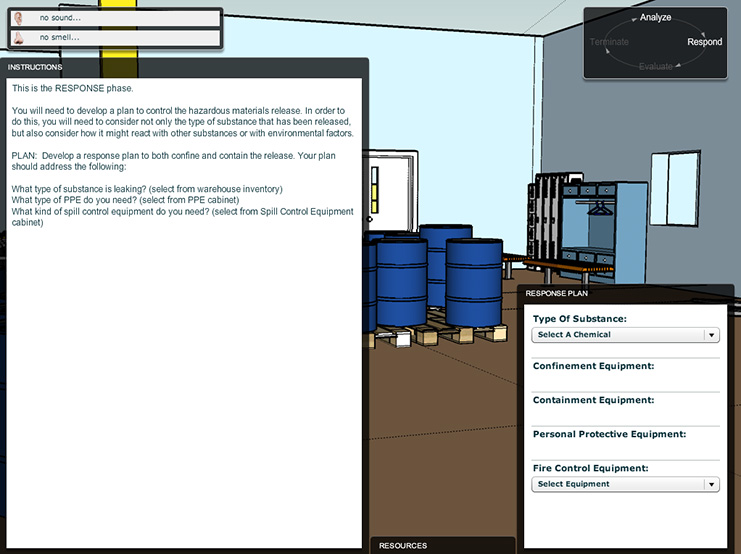 no sound...
no smell...
Analyze
Terminate
Respond
Evaluate
INSTRUCTIONS
This is the RESPONSE phase.
You will need to develop a plan to control the hazardous materials release. In order to
do this, you will need to consider not only the type of substance that has been released,
but also consider how it might react with other substances or with environmental factors.
PLAN: Develop a response plan to both confine and contain the release. Your plan
should address the following:
What type of substance is leaking? (select from warehouse inventory)
What type of PPE do you need? (select from PPE cabinet)
What kind of spill control equipment do you need? (select from Spill Control Equipment
cabinet)
RESPONSE PLAN
Type Of Substance:
Select A Chemical
Confinement Equipment:
Containment Equipment:
Personal Protective Equipment:
Fire Control Equipment:
Select Equipment
RESOURCES